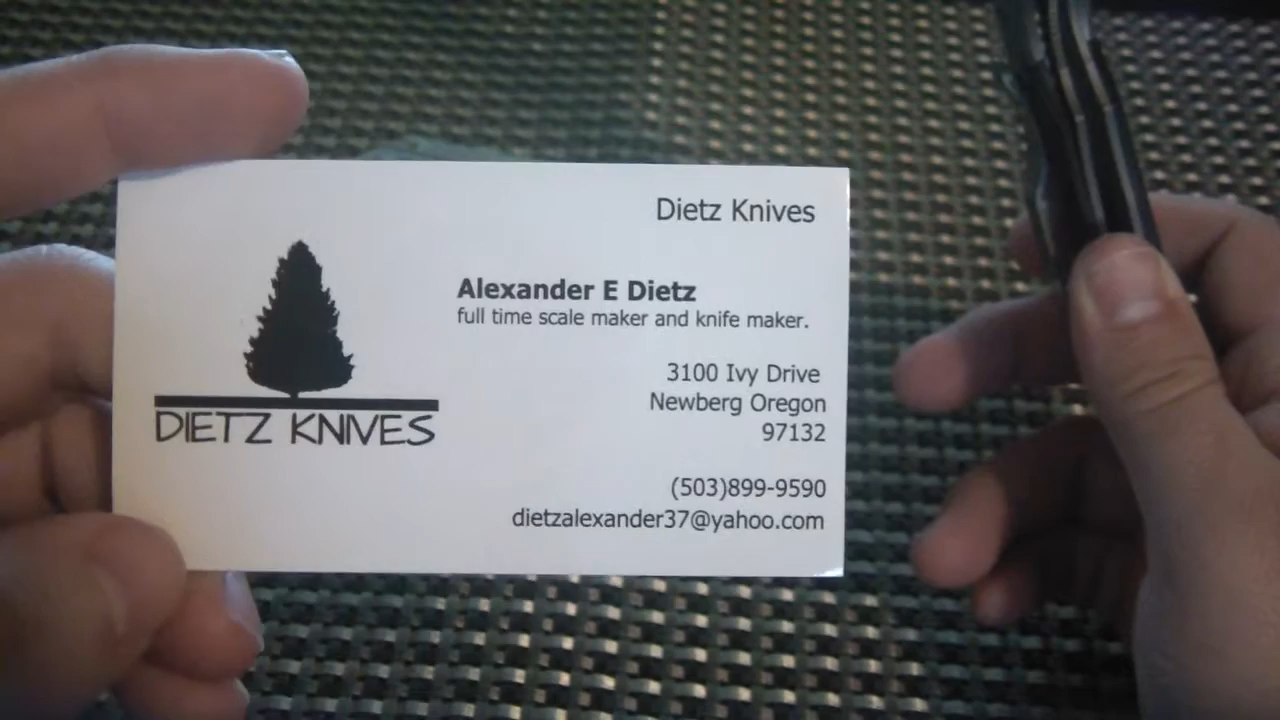 Dietz Knives
Alexander E Dietz
full time scale maker and knife maker.
3100 Ivy Drive
Newberg Oregon
97132
(503)899-9590
dietzalexander37@yahoo.com
DIETZ KNIVES